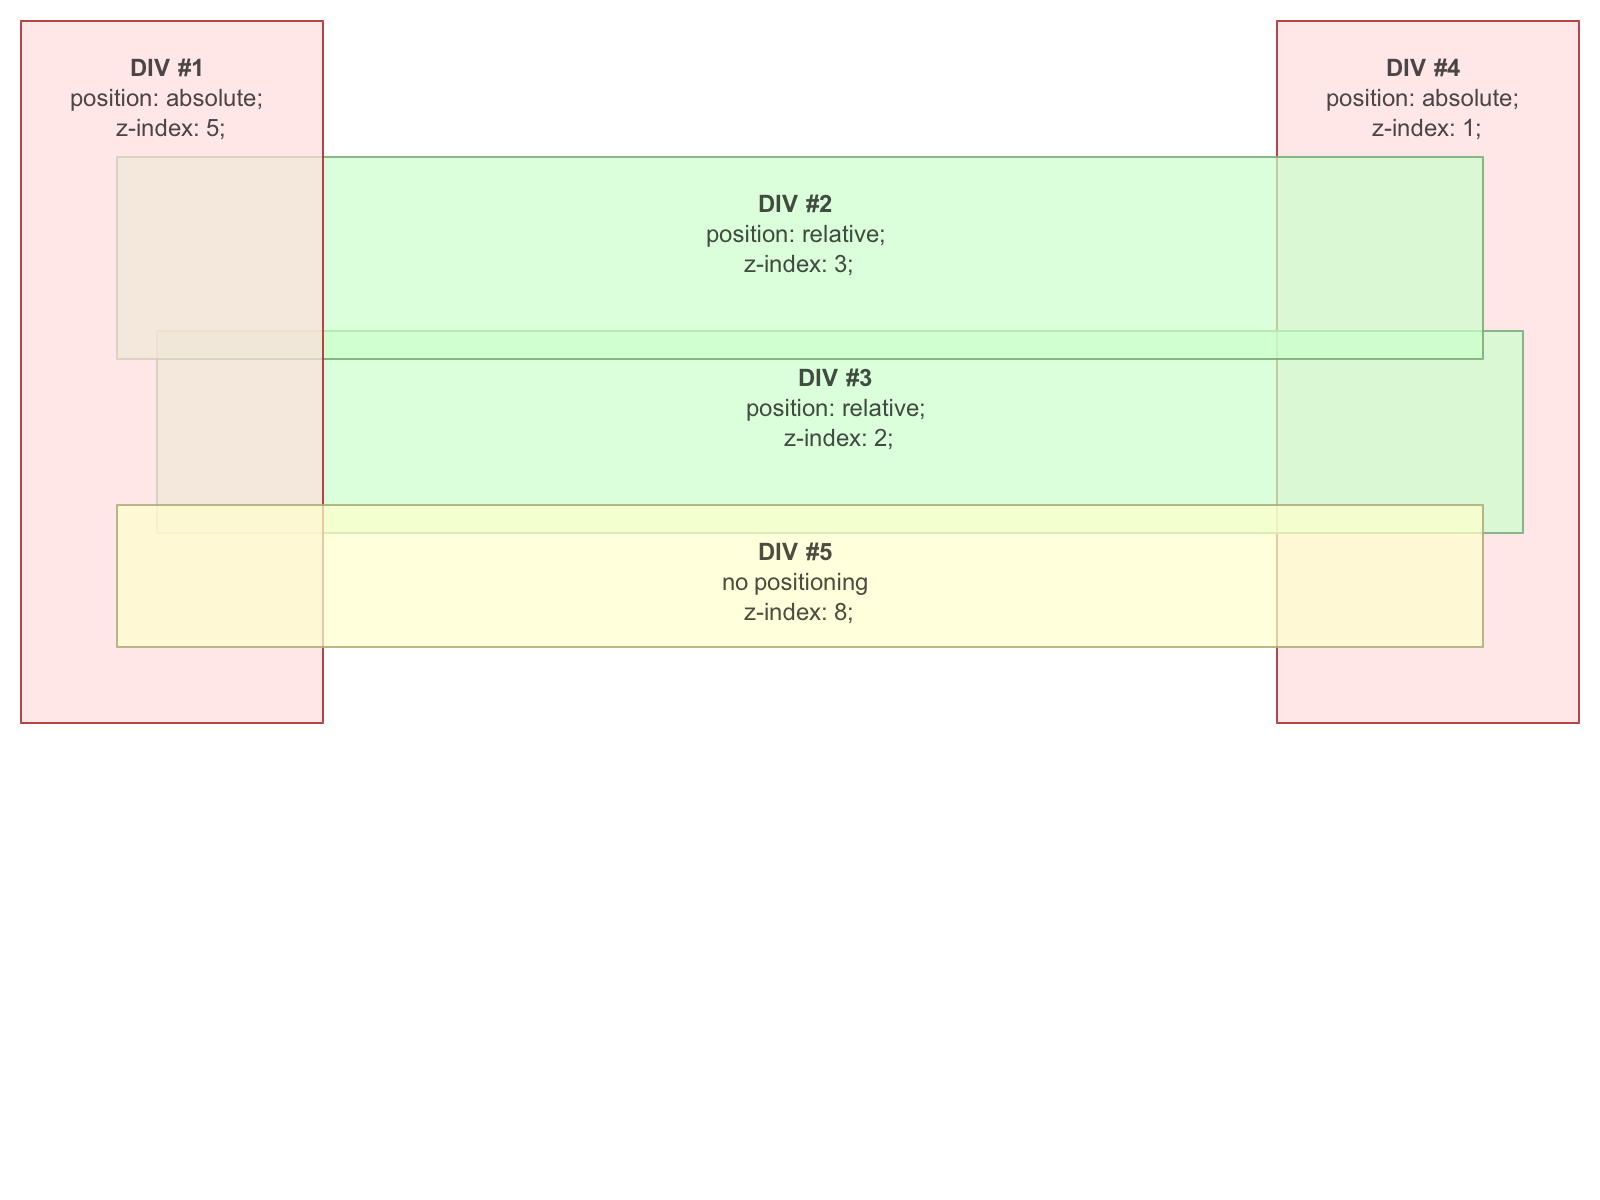 DIV #1
position: absolute;
z-index: 5;
DIV #4
position: absolute;
z-index: 1;
DIV #2
position: relative;
z-index: 3;
DIV #3
position: relative;
z-index: 2;
DIV #5
no positioning
z-index: 8;